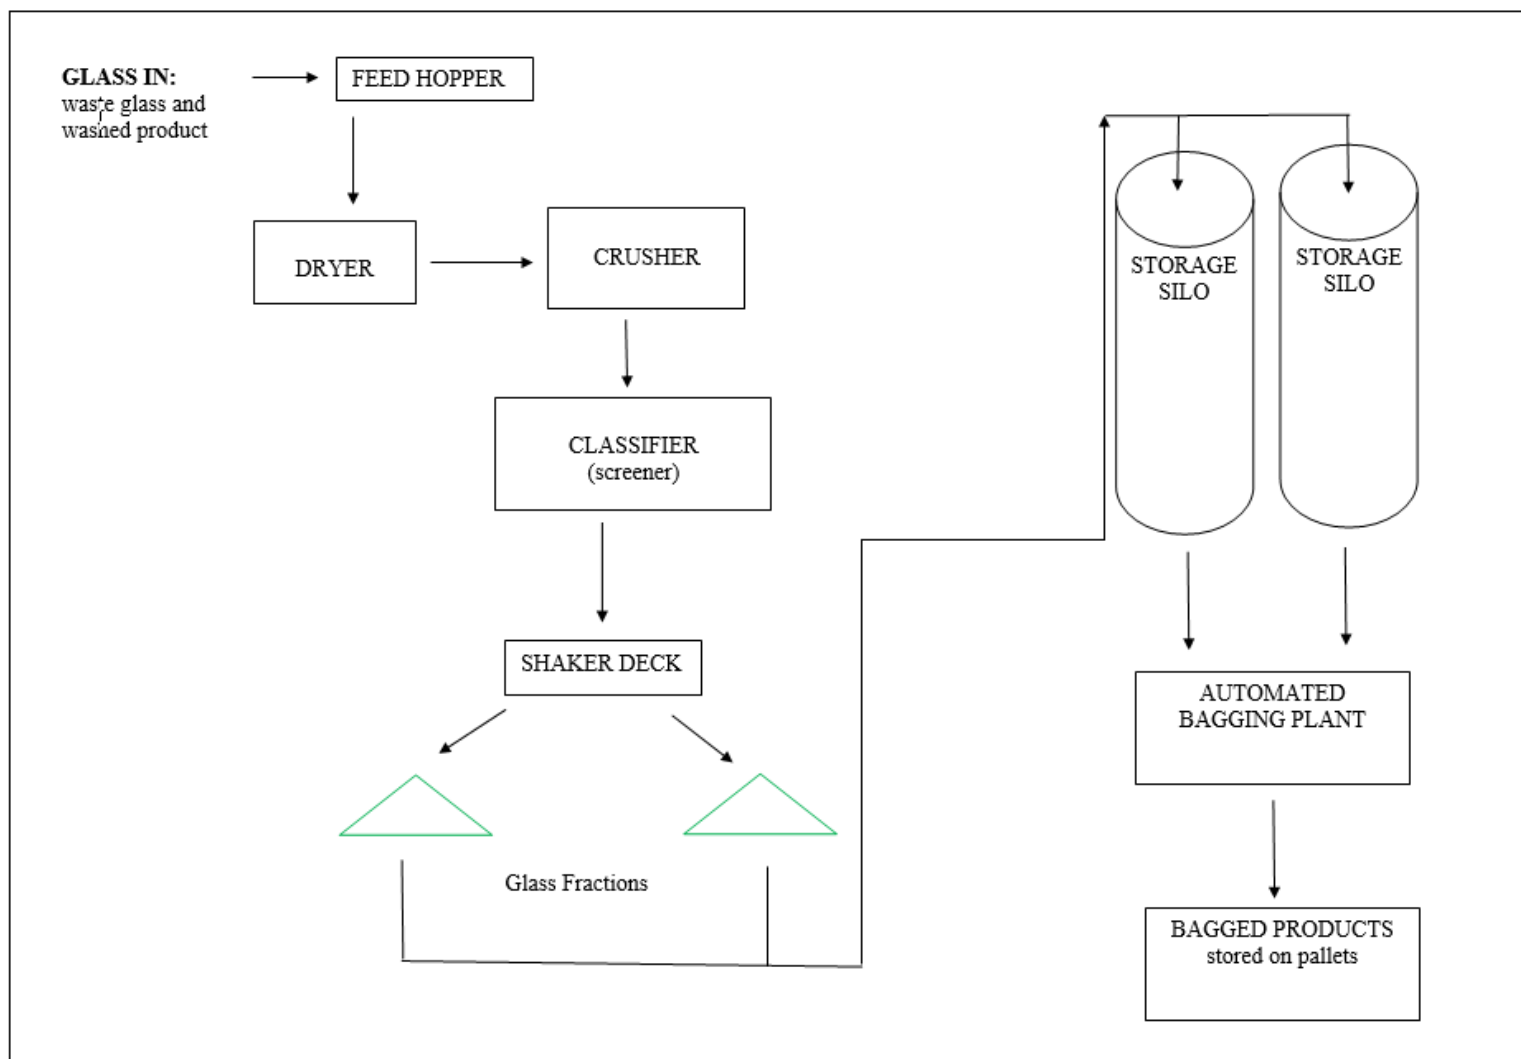 GLASS IN:
waste glass and
washed product
FEED HOPPER
DRYER
CRUSHER
CLASSIFIER
(screener)
SHAKER DECK
Glass Fractions
STORAGE
SILO
STORAGE
SILO
AUTOMATED
BAGGING PLANT
BAGGED PRODUCTS
stored on pallets